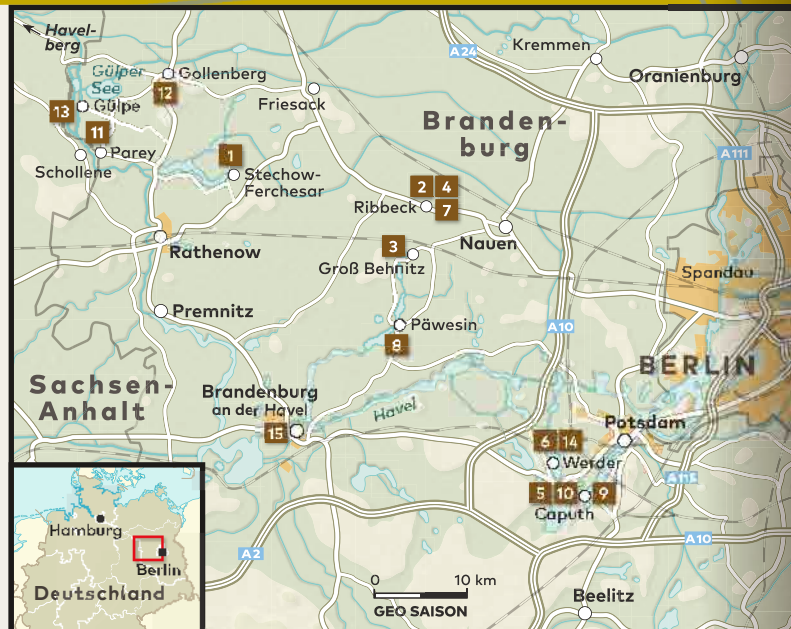 Havel-
berg
A24
Kremmen
Oranienburg
Gülper
See
Gollenberg
12
Friesack
13
Gülpe
11
Parey
Schollene
Branden-
burg
A111
1
Stechow-
Ferchesar
2 4
Ribbeck
7
Nauen
3
Groß Behnitz
Rathenow
Spandau
Premnitz
Päwesin
8
A10
BERLIN
Sachsen-
Anhalt
Brandenburg
an der Havel
15
Havel
Potsdam
6 14
Werder
A115
5 10 9
Caputh
A10
A2
Hamburg
Berlin
Deutschland
0 10 km
GEO SAISON
Beelitz